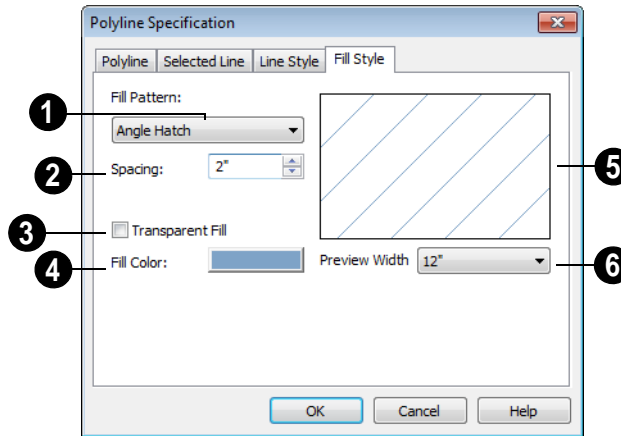 Polyline Specification
Polyline Selected Line Line Style Fill Style
Fill Pattern:
1
Angle Hatch
2 Spacing: 2" 5
3 Transparent Fill
4 Fill Color: Preview Width 12" 6
OK Cancel Help